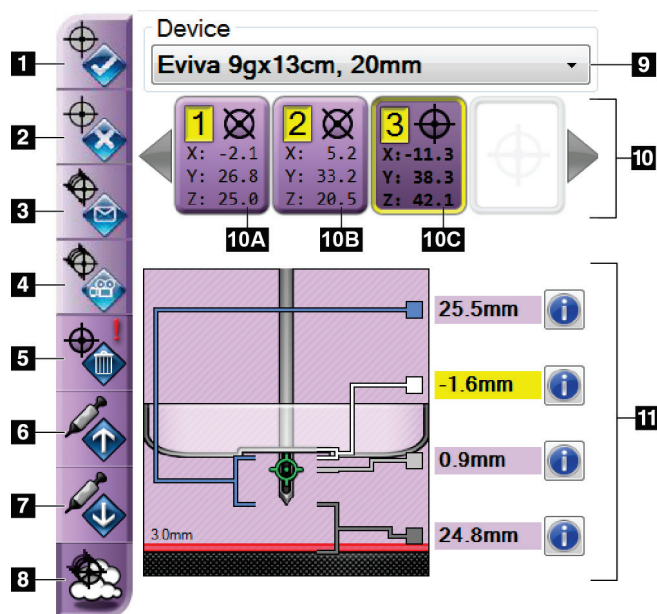 Device
1
Eviva 9gx13cm, 20mm
9
2
1
X: -2.1
Y: 26.8
Z: 25.0
2
X: 5.2
Y: 33.2
Z: 20.5
3
X:-11.3
Y: 38.3
Z: 42.1
10
3
10A
10B
10C
4
25.5mm
5
!
-1.6mm
11
6
0.9mm
7
3.0mm
24.8mm
8